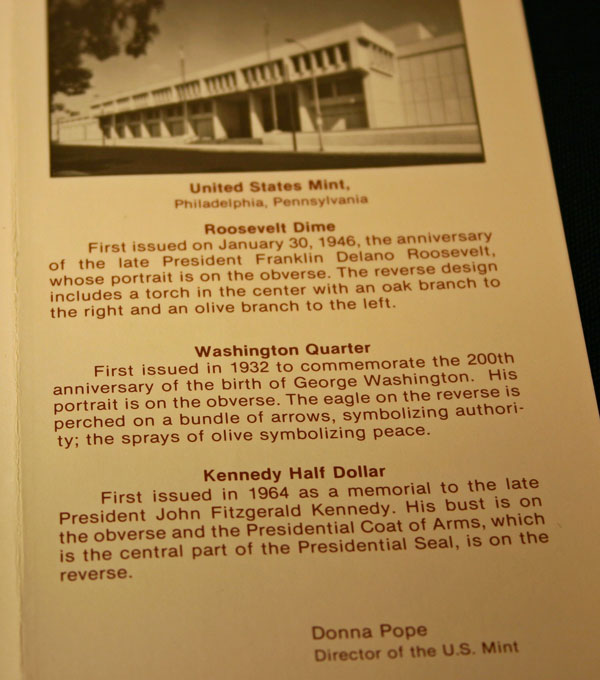 United States Mint,
Philadelphia, Pennsylvania
Roosevelt Dime
First issued on January 30, 1946, the anniversary
of the late President Franklin Delano Roosevelt,
whose portrait is on the obverse. The reverse design
includes a torch in the center with an oak branch to
the right and an olive branch to the left.
Washington Quarter
First issued in 1932 to commemorate the 200th
anniversary of the birth of George Washington. His
portrait is on the obverse. The eagle on the reverse is
perched on a bundle of arrows, symbolizing authori-
ty; the sprays of olive symbolizing peace.
Kennedy Half Dollar
First issued in 1964 as a memorial to the late
President John Fitzgerald Kennedy. His bust is on
the obverse and the Presidential Coat of Arms, which
is the central part of the Presidential Seal, is on the
reverse.
Donna Pope
Director of the U.S. Mint